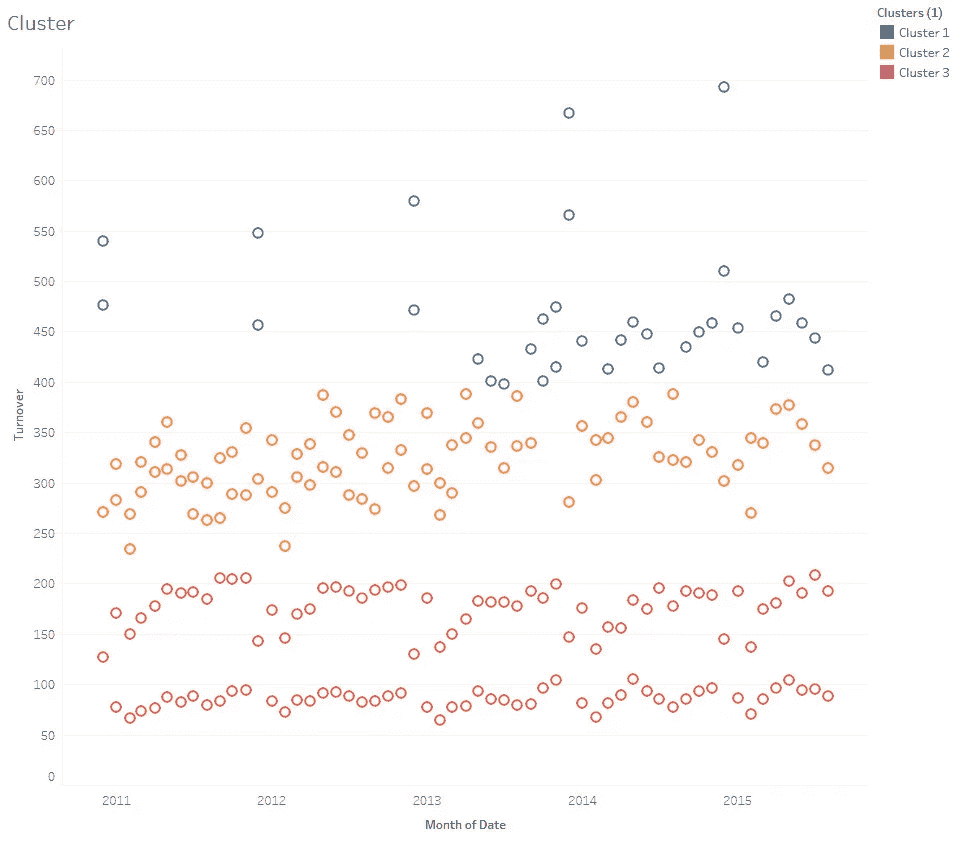 Cluster
Clusters (1)
Cluster 1
Cluster 2
Cluster 3
700
650
600
550
500
450
400
350
300
250
200
150
100
50
0
Turnover
2011 2012 2013 2014 2015
Month of Date